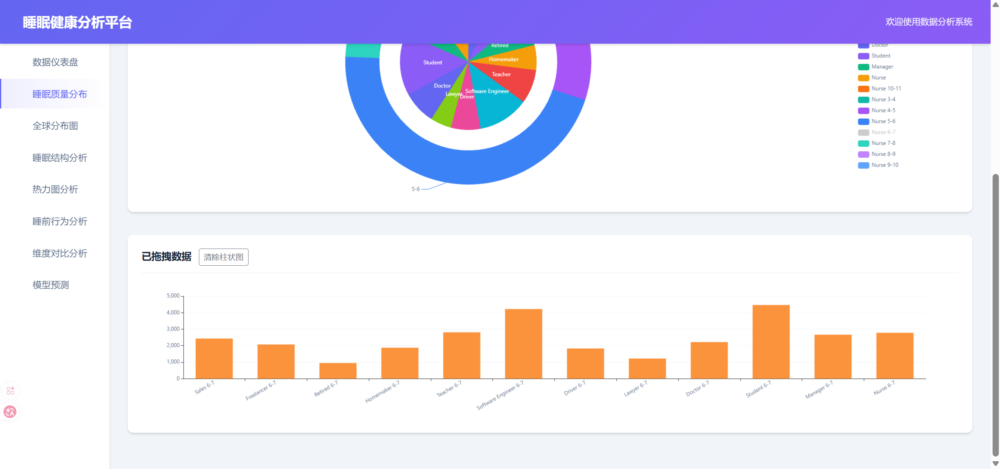 睡眠健康分析平台
欢迎使用数据分析系统
数据仪表盘
睡眠质量分布
全球分布图
睡眠结构分析
热力图分析
睡前行为分析
维度对比分析
模型预测
Retired
Homemaker
Teacher
Software Engineer
Driver
Lawyer
Doctor
Student
5-6
Doctor
Student
Manager
Nurse
Nurse 10-11
Nurse 3-4
Nurse 4-5
Nurse 5-6
Nurse 6-7
Nurse 7-8
Nurse 8-9
Nurse 9-10
已拖拽数据
清除柱状图
5,000
4,000
3,000
2,000
1,000
0
Sales 6-7
Freelancer 6-7
Retired 6-7
Homemaker 6-7
Teacher 6-7
Software Engineer 6-7
Driver 6-7
Lawyer 6-7
Doctor 6-7
Student 6-7
Manager 6-7
Nurse 6-7